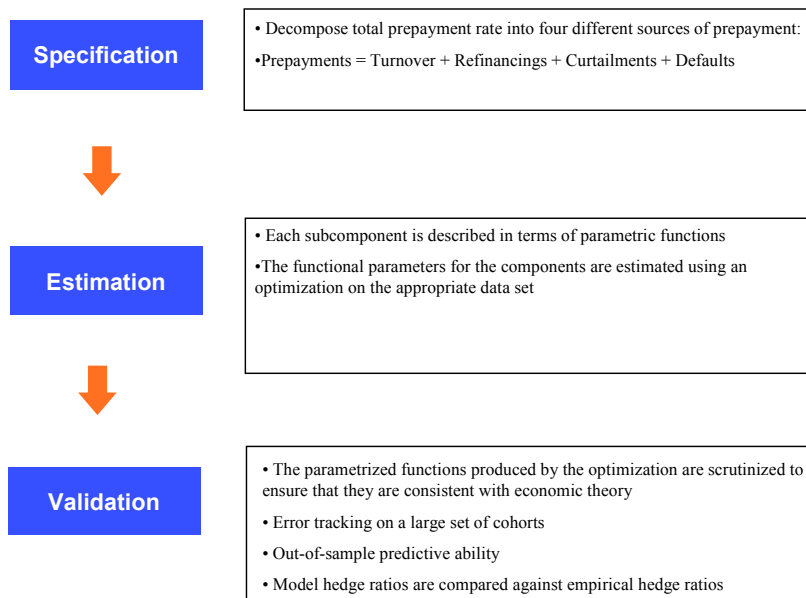 Specification
• Decompose total prepayment rate into four different sources of prepayment:
•Prepayments = Turnover + Refinancings + Curtailments + Defaults
Estimation
• Each subcomponent is described in terms of parametric functions
•The functional parameters for the components are estimated using an
optimization on the appropriate data set
Validation
• The parametrized functions produced by the optimization are scrutinized to
ensure that they are consistent with economic theory
• Error tracking on a large set of cohorts
• Out-of-sample predictive ability
• Model hedge ratios are compared against empirical hedge ratios